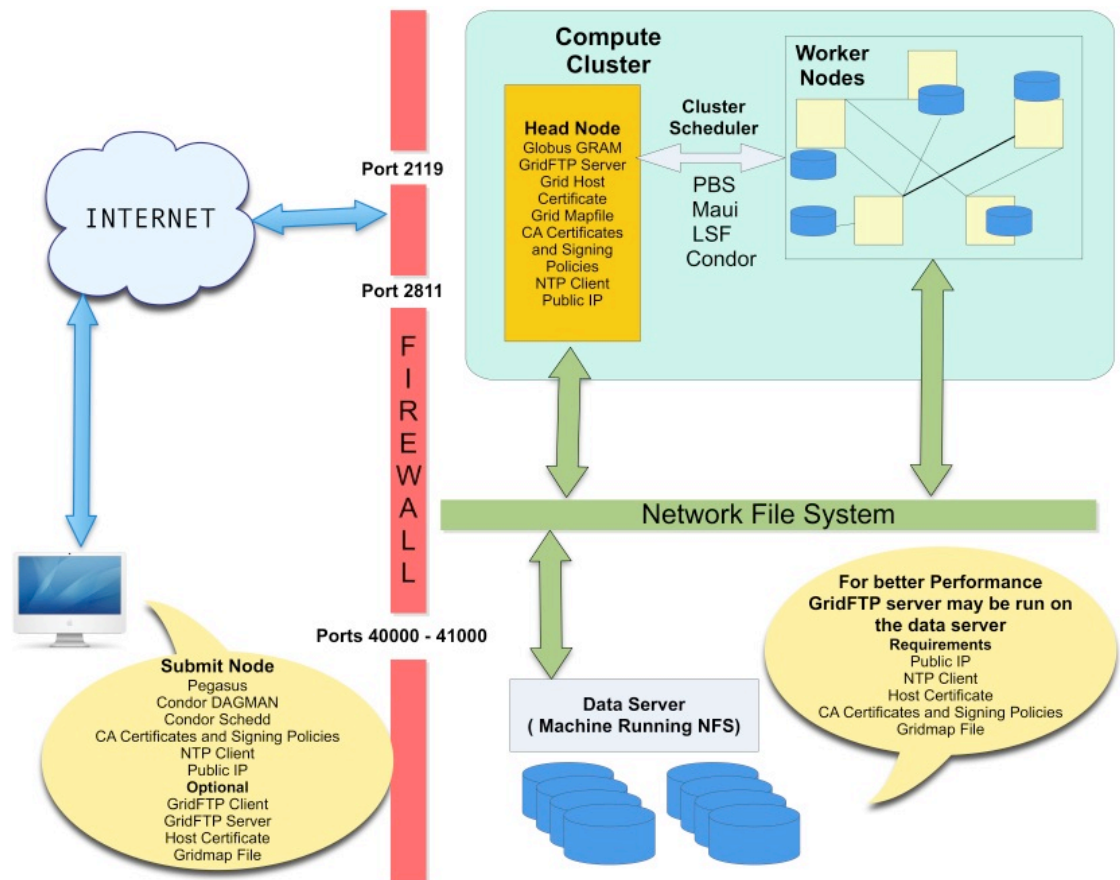 Compute
Cluster
Head Node
Globus GRAM
GridFTP Server
Grid Host
Certificate
Grid Mapfile
CA Certificates
and Signing
Policies
NTP Client
Public IP
Cluster
Scheduler
PBS
Maui
LSF
Condor
Worker
Nodes
INTERNET
Port 2119
Port 2811
FIREWALL
Ports 40000 - 41000
Network File System
Submit Node
Pegasus
Condor DAGMAN
Condor Schedd
CA Certificates and Signing Policies
NTP Client
Public IP
Optional
GridFTP Client
GridFTP Server
Host Certificate
Gridmap File
Data Server
( Machine Running NFS)
For better Performance
GridFTP server may be run on
the data server
Requirements
Public IP
NTP Client
Host Certificate
CA Certificates and Signing Policies
Gridmap File